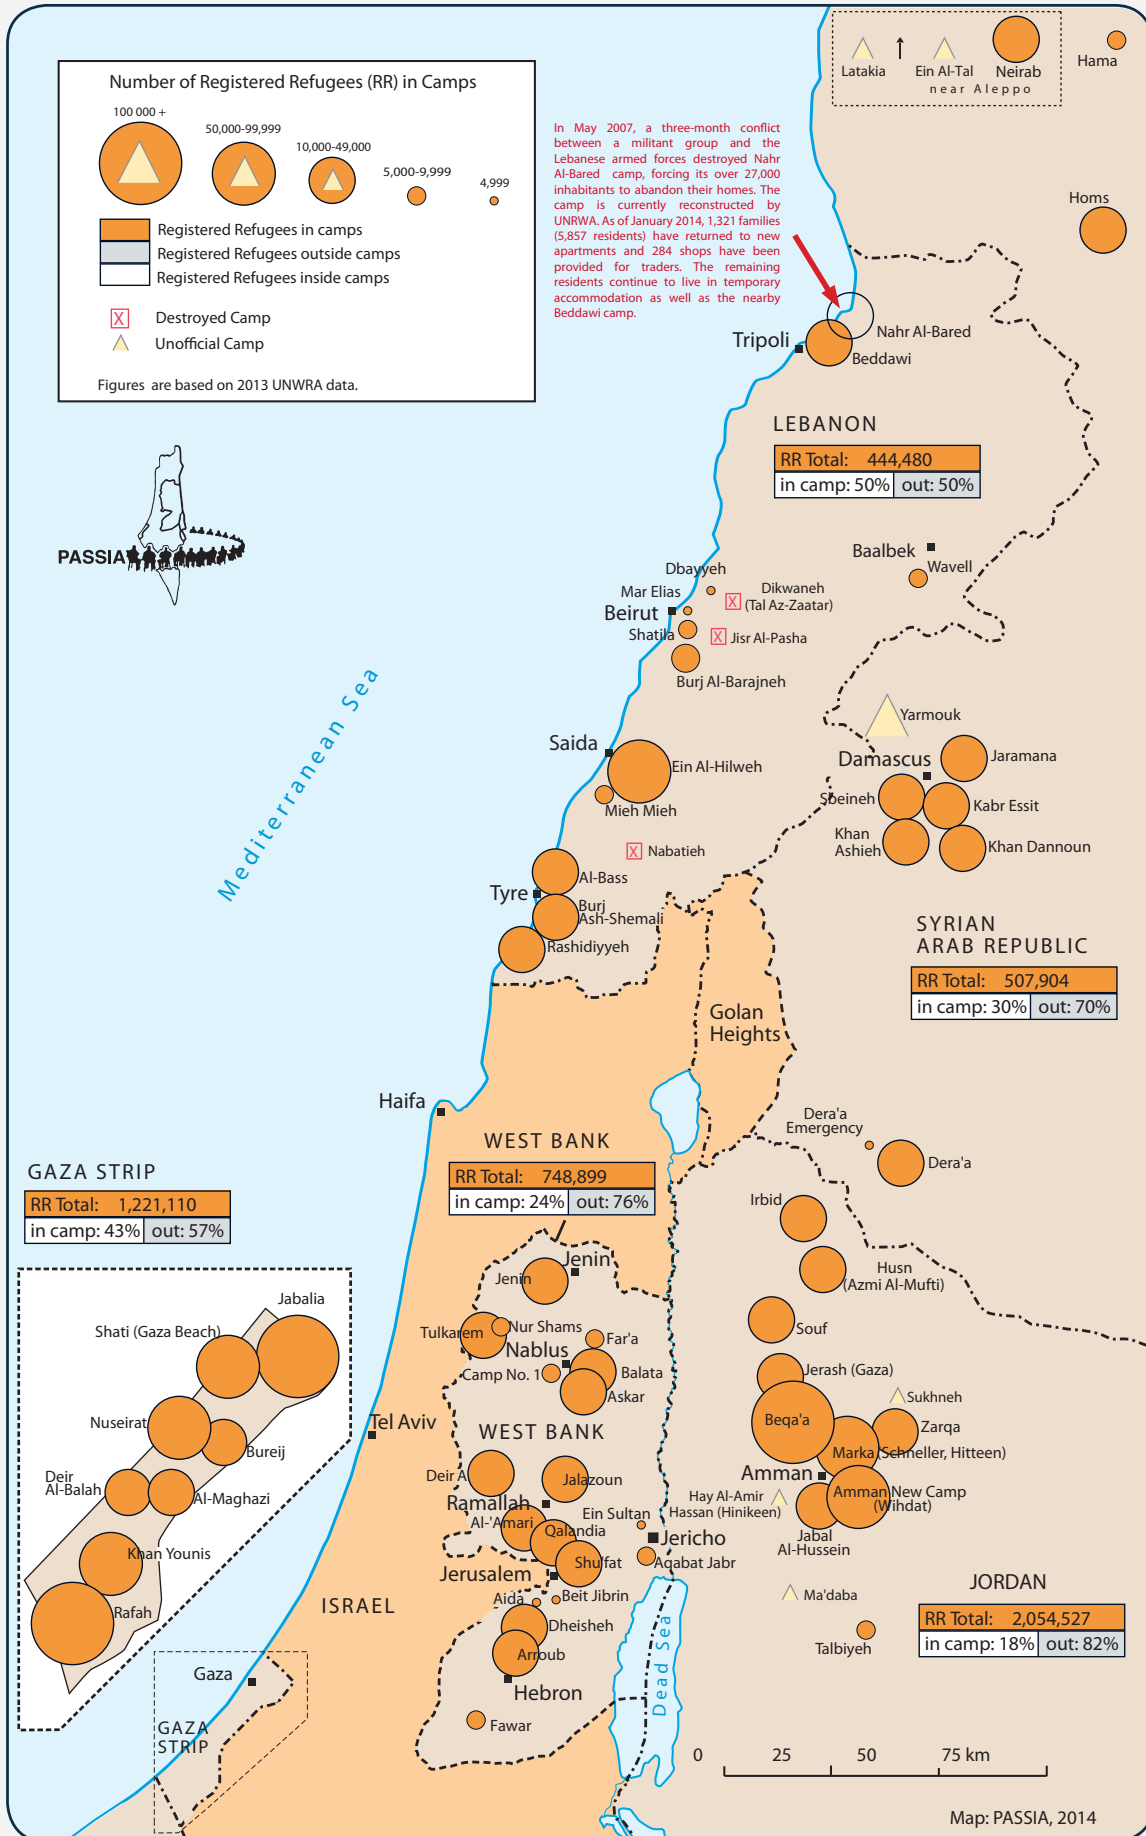 Number of Registered Refugees (RR) in Camps
100 000 +
50,000-99,999
10,000-49,000
5,000-9,999
4,999
Registered Refugees in camps
Registered Refugees outside camps
Registered Refugees inside camps
X Destroyed Camp
Unofficial Camp
Figures are based on 2013 UNWRA data.
PASSIA
Latakia
Ein Al-Tal
Neirab
near Aleppo
Hama
Homs
In May 2007, a three-month conflict
between a militant group and the
Lebanese armed forces destroyed Nahr
Al-Bared camp, forcing its over 27,000
inhabitants to abandon their homes. The
camp is currently reconstructed by
UNRWA. As of January 2014, 1,321 families
(5,857 residents) have returned to new
apartments and 284 shops have been
provided for traders. The remaining
residents continue to live in temporary
accommodation as well as the nearby
Beddawi camp.
Nahr Al-Bared
Tripoli
Beddawi
LEBANON
RR Total: 444,480
in camp: 50% out: 50%
Baalbek
Wavell
Dbayyeh
Mar Elias
X Dikwaneh
(Tal Az-Zaatar)
Beirut
Shatila
X Jisr Al-Pasha
Burj Al-Barajneh
Mediterranean Sea
Yarmouk
Saida
Ein Al-Hilweh
Mieh Mieh
Damascus
Jaramana
Sbeineh
Kabr Essit
Khan
Ashieh
Khan Dannoun
X Nabatieh
Al-Bass
Tyre
Burj
Ash-Shemali
Rashidiyyeh
SYRIAN
ARAB REPUBLIC
RR Total: 507,904
in camp: 30% out: 70%
Golan
Heights
Haifa
Dera'a
Emergency
Dera'a
WEST BANK
RR Total: 748,899
in camp: 24% out: 76%
GAZA STRIP
RR Total: 1,221,110
in camp: 43% out: 57%
Irbid
Husn
(Azmi Al-Mufti)
Souf
Jerash (Gaza)
Beqa'a
Sukhneh
Zarqa
Marka (Schneller, Hitteen)
Amman
Amman New Camp
(Wihdat)
Hay Al-Amir
Hassan (Hinikeen)
Jabal
Al-Hussein
Ma'daba
Talbiyeh
JORDAN
RR Total: 2,054,527
in camp: 18% out: 82%
Jenin
Jenin
Tulkarem
Nur Shams
Far'a
Nablus
Camp No. 1
Balata
Askar
Tel Aviv
WEST BANK
Deir A
Jalazoun
Ramallah
Al-'Amari
Qalandia
Ein Sultan
Jericho
Shu'fat
Aqabat Jabr
Jerusalem
Aida
Beit Jibrin
Dheisheh
Arroub
Hebron
Fawar
ISRAEL
Dead Sea
Jabalia
Shati (Gaza Beach)
Nuseirat
Bureij
Deir
Al-Balah
Al-Maghazi
Khan Younis
Rafah
Gaza
GAZA
STRIP
0 25 50 75 km
Map: PASSIA, 2014